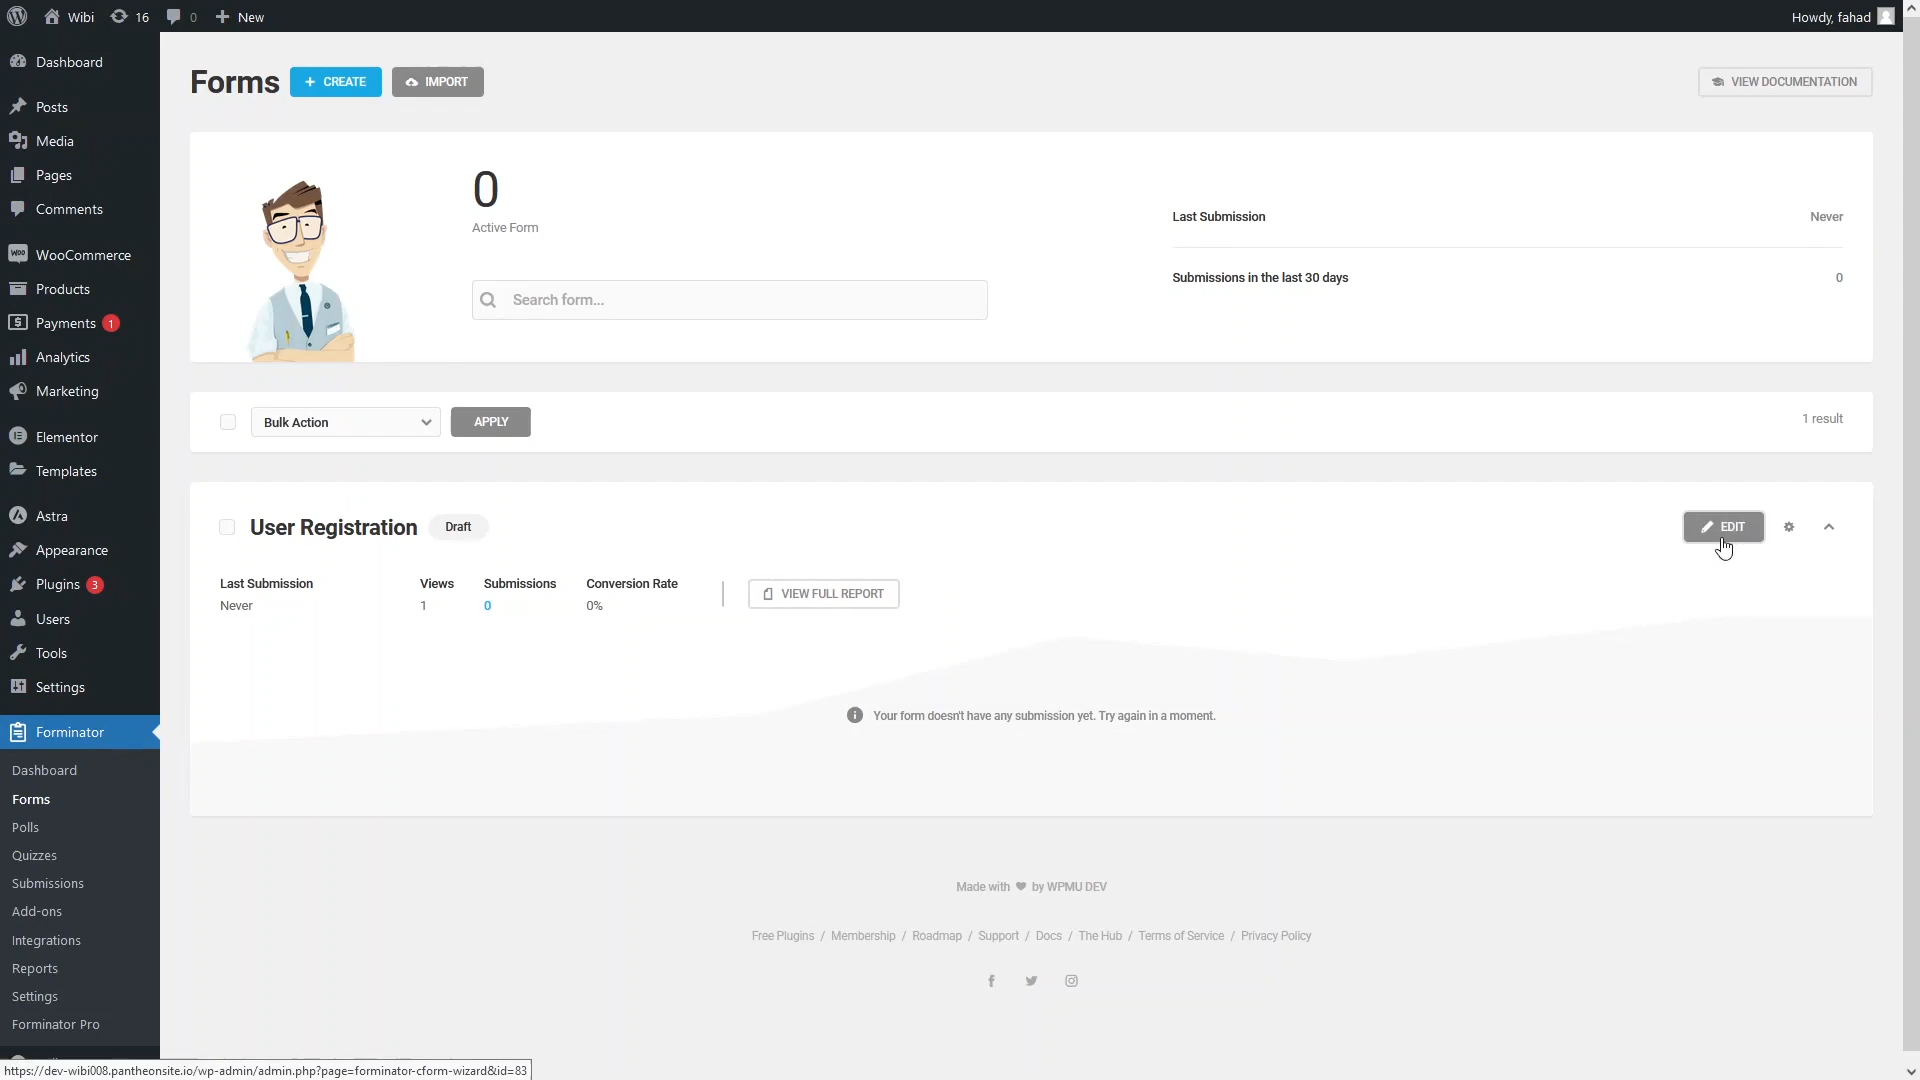 Wibi
16
0
New
Howdy, fahad
Dashboard
Posts
Media
Pages
Comments
WooCommerce
Products
Payments 1
Analytics
Marketing
Elementor
Templates
Astra
Appearance
Plugins 3
Users
Tools
Settings
Forminator
Dashboard
Forms
Polls
Quizzes
Submissions
Add-ons
Integrations
Reports
Settings
Forminator Pro
Forms
+ CREATE
IMPORT
VIEW DOCUMENTATION
0
Active Form
Search form...
Last Submission Never
Submissions in the last 30 days 0
Bulk Action
APPLY
1 result
User Registration Draft
EDIT
Last Submission Views Submissions Conversion Rate
Never 1 0 0%
VIEW FULL REPORT
Your form doesn't have any submission yet. Try again in a moment.
Made with ♥ by WPMU DEV
Free Plugins / Membership / Roadmap / Support / Docs / The Hub / Terms of Service / Privacy Policy
https://dev-wibi008.pantheonsite.io/wp-admin/admin.php?page=forminator-cform-wizard&id=83